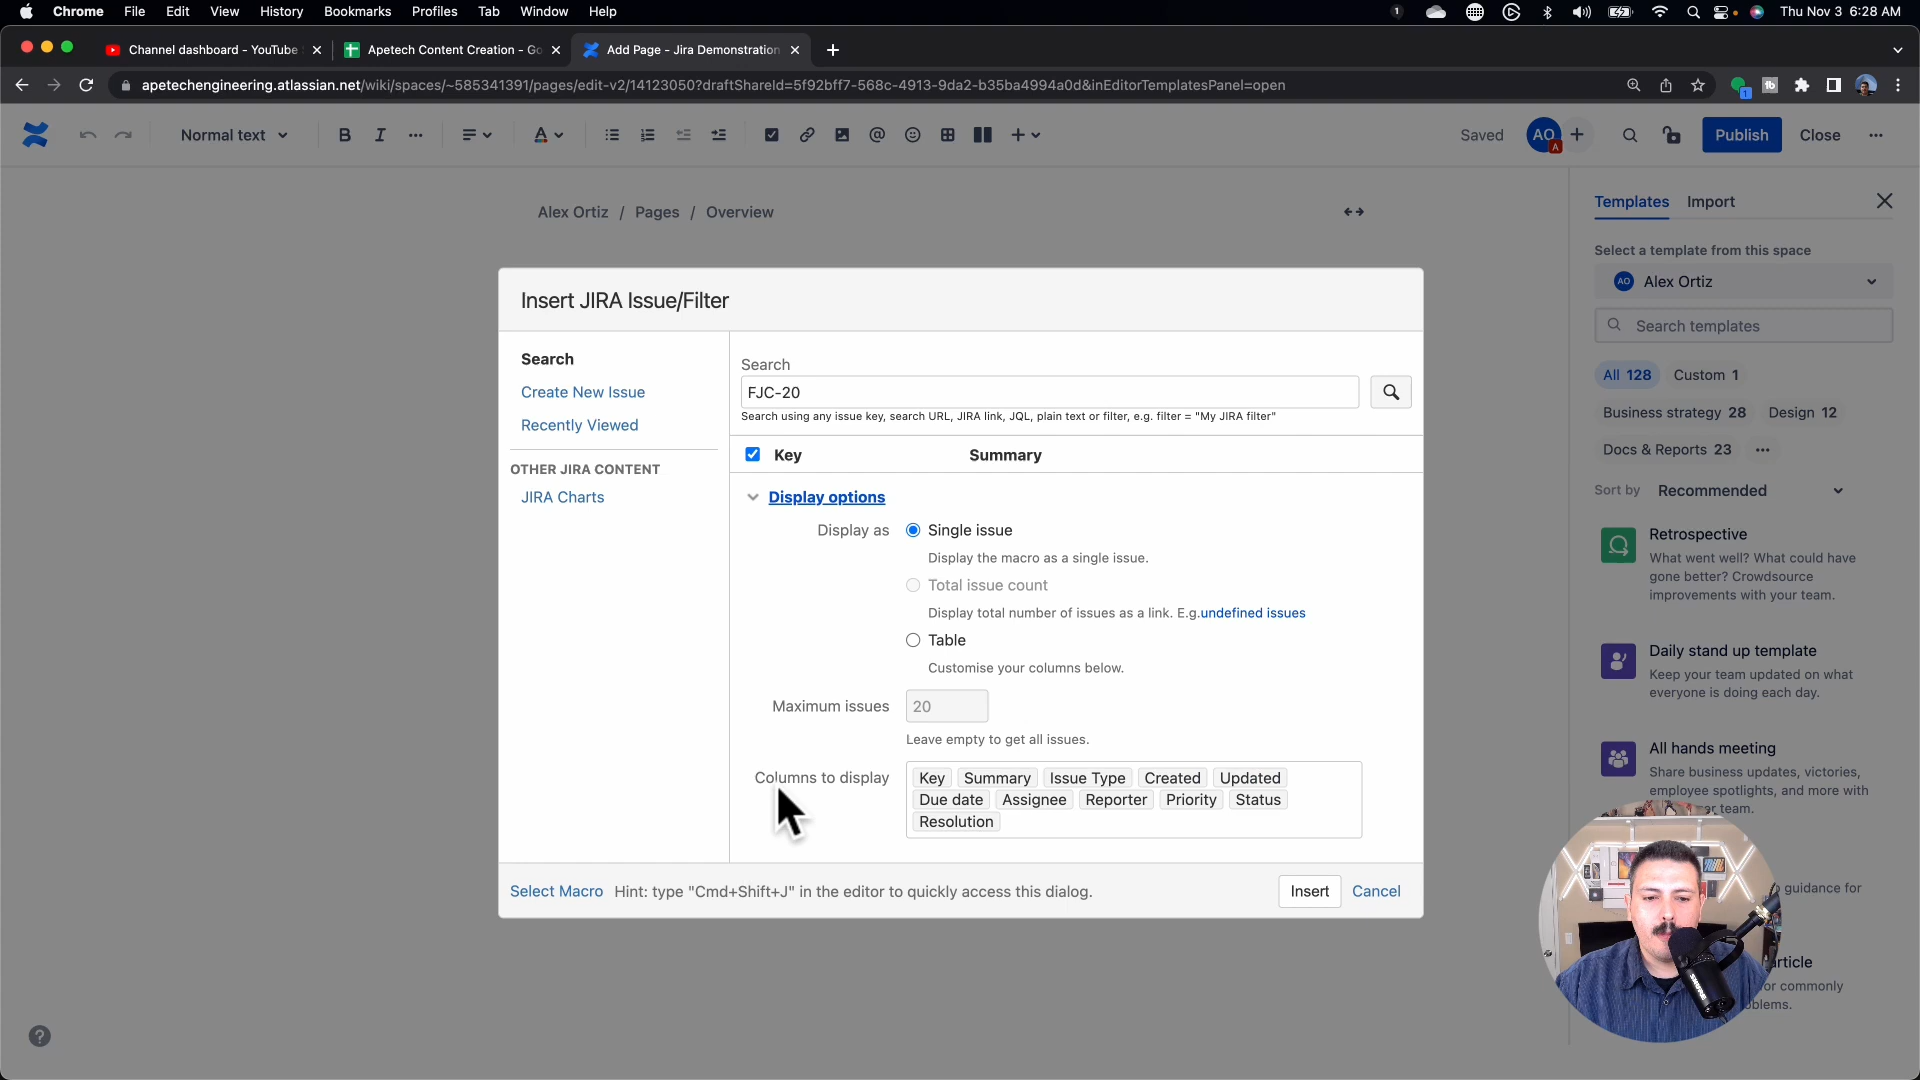 Chrome File Edit View History Bookmarks Profiles Tab Window Help
1 Thu Nov 3 6:28 AM
Channel dashboard - YouTube
Apetech Content Creation - Go
Add Page - Jira Demonstration
apetechengineering.atlassian.net/wiki/spaces/~585341391/pages/edit-v2/14123050?draftShareId=5f92bff7-568c-4913-9da2-b35ba4994a0d&inEditorTemplatesPanel=open
Normal text B I A Saved AO A Publish Close
Alex Ortiz / Pages / Overview
Insert JIRA Issue/Filter
Search
Create New Issue
Recently Viewed
OTHER JIRA CONTENT
JIRA Charts
Search
FJC-20
Search using any issue key, search URL, JIRA link, JQL, plain text or filter, e.g. filter = "My JIRA filter"
Key Summary
Display options
Display as Single issue
Display the macro as a single issue.
Total issue count
Display total number of issues as a link. E.g.undefined issues
Table
Customise your columns below.
Maximum issues 20
Leave empty to get all issues.
Columns to display Key Summary Issue Type Created Updated
Due date Assignee Reporter Priority Status
Resolution
Select Macro Hint: type "Cmd+Shift+J" in the editor to quickly access this dialog. Insert Cancel
Templates Import
Select a template from this space
AO Alex Ortiz
Search templates
All 128 Custom 1
Business strategy 28 Design 12
Docs & Reports 23
Sort by Recommended
Retrospective
What went well? What could have
gone better? Crowdsource
improvements with your team.
Daily stand up template
Keep your team updated on what
everyone is doing each day.
All hands meeting
Share business updates, victories,
employee spotlights, and more with
team.
guidance for
article
or commonly